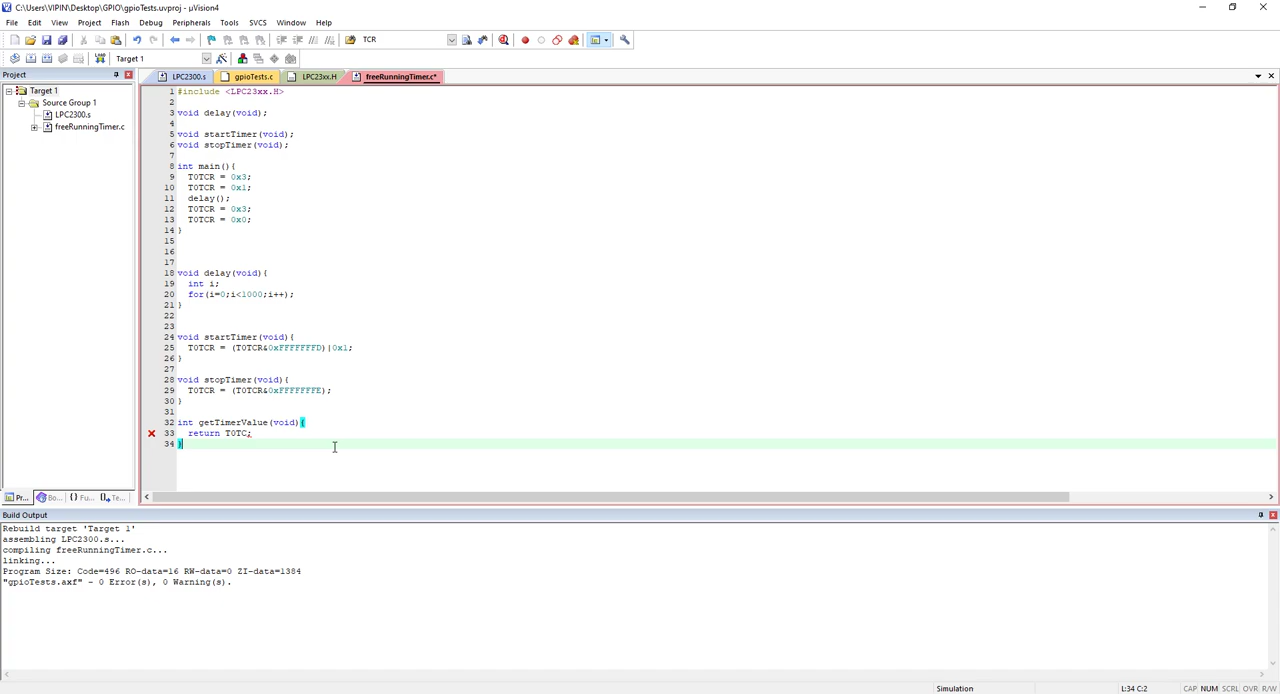 C:\Users\VIPIN\Desktop\GPIO\gpioTests.uvproj - µVision4
File Edit View Project Flash Debug Peripherals Tools SVCS Window Help
TCR
Target 1
Project
LPC2300.s gpioTests.c LPC23xx.H freeRunningTimer.c*
Target 1
Source Group 1
LPC2300.s
freeRunningTimer.c
1 #include <LPC23xx.H>
2
3 void delay(void);
4
5 void startTimer(void);
6 void stopTimer(void);
7
8 int main(){
9 T0TCR = 0x3;
10 T0TCR = 0x1;
11 delay();
12 T0TCR = 0x3;
13 T0TCR = 0x0;
14 }
15
16
17
18 void delay(void){
19 int i;
20 for(i=0;i<1000;i++);
21 }
22
23
24 void startTimer(void){
25 T0TCR = (T0TCR&0xFFFFFFFD)|0x1;
26 }
27
28 void stopTimer(void){
29 T0TCR = (T0TCR&0xFFFFFFFE);
30 }
31
32 int getTimerValue(void){
33 return T0TC;
34 }
Pr... Bo... {} Fu... Te...
Build Output
Rebuild target 'Target 1'
assembling LPC2300.s...
compiling freeRunningTimer.c...
linking...
Program Size: Code=496 RO-data=16 RW-data=0 ZI-data=1384
"gpioTests.axf" - 0 Error(s), 0 Warning(s).
Simulation L:34 C:2 CAP NUM SCRL OVR R/W